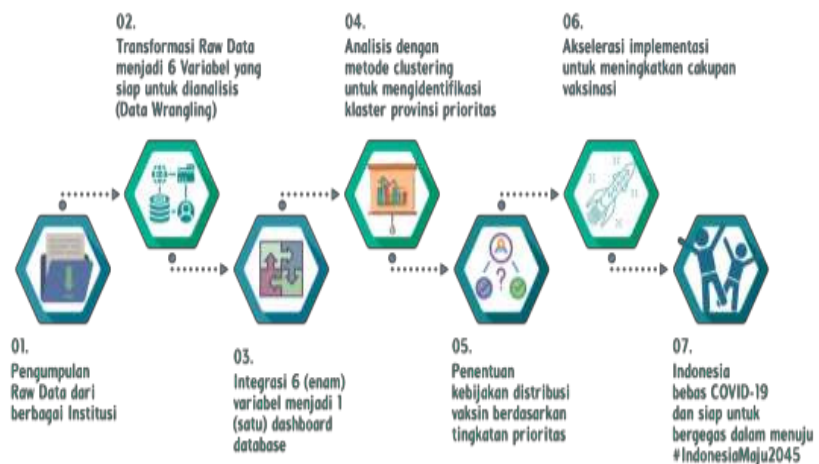 01.
Pengumpulan
Raw Data dari
berbagai Institusi
02.
Transformasi Raw Data
menjadi 6 Variabel yang
siap untuk dianalisis
(Data Wrangling)
03.
Integrasi 6 (enam)
variabel menjadi 1
(satu) dashboard
database
04.
Analisis dengan
metode clustering
untuk mengidentifikasi
klaster provinsi prioritas
05.
Penentuan
kebijakan distribusi
vaksin berdasarkan
tingkatan prioritas
06.
Akselerasi implementasi
untuk meningkatkan cakupan
vaksinasi
07.
Indonesia
bebas COVID-19
dan siap untuk
bergegas dalam menuju
#IndonesiaMaju2045